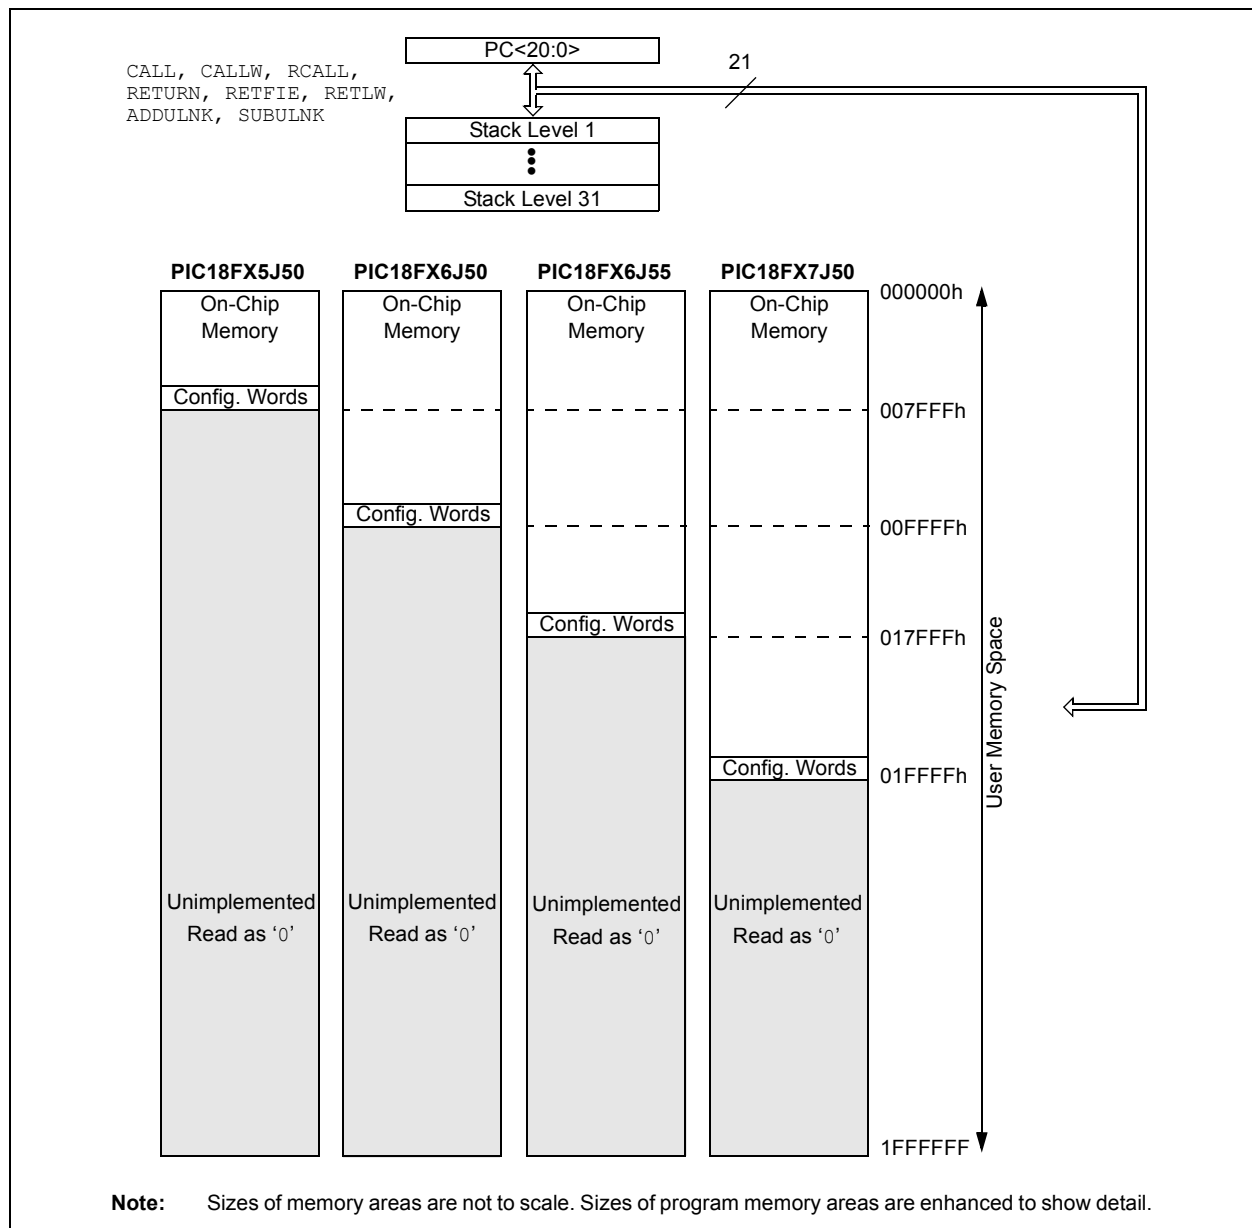 PC<20:0>
21
CALL, CALLW, RCALL,
RETURN, RETFIE, RETLW,
ADDULNK, SUBULNK
Stack Level 1
Stack Level 31
PIC18FX5J50
PIC18FX6J50
PIC18FX6J55
PIC18FX7J50
On-Chip
Memory
On-Chip
Memory
On-Chip
Memory
On-Chip
Memory
000000h
Config. Words
007FFFh
Config. Words
00FFFFh
Config. Words
017FFFh
Config. Words
01FFFFh
User Memory Space
Unimplemented
Read as ‘0’
Unimplemented
Read as ‘0’
Unimplemented
Read as ‘0’
Unimplemented
Read as ‘0’
1FFFFFF
Note: Sizes of memory areas are not to scale. Sizes of program memory areas are enhanced to show detail.